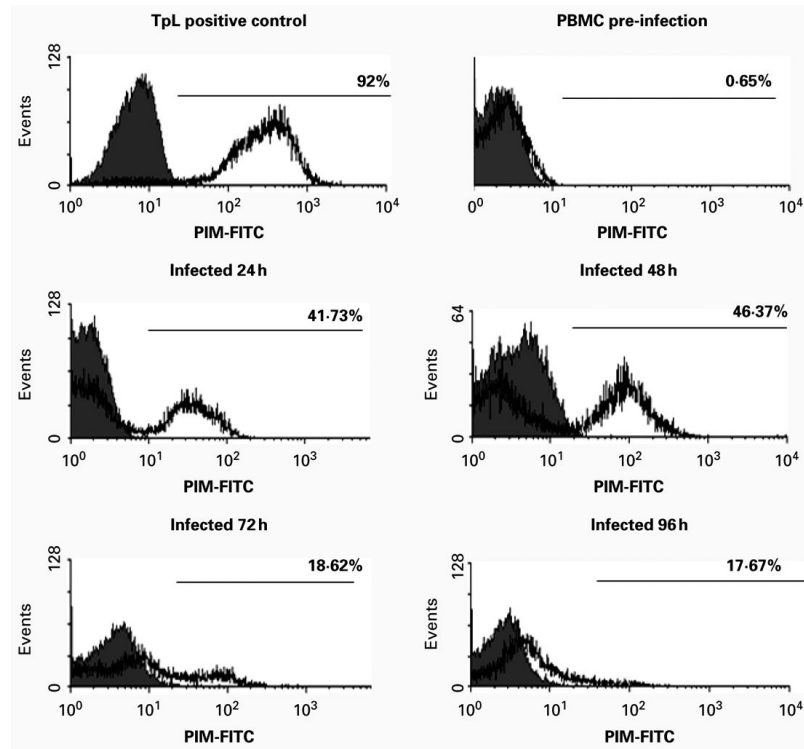 TpL positive control
128
92%
Events
0
10⁰ 10¹ 10² 10³ 10⁴
PIM-FITC
PBMC pre-infection
0·65%
0⁰ 10¹ 10² 10³ 10⁴
PIM-FITC
Infected 24 h
128
41·73%
Events
0
10⁰ 10¹ 10² 10³
PIM-FITC
Infected 48 h
64
46·37%
Events
0
10⁰ 10¹ 10² 10³ 10⁴
PIM-FITC
Infected 72 h
128
18·62%
Events
0
10⁰ 10¹ 10² 10³
PIM-FITC
Infected 96 h
128
17·67%
Events
0
10⁰ 10¹ 10² 10³ 10⁴
PIM-FITC